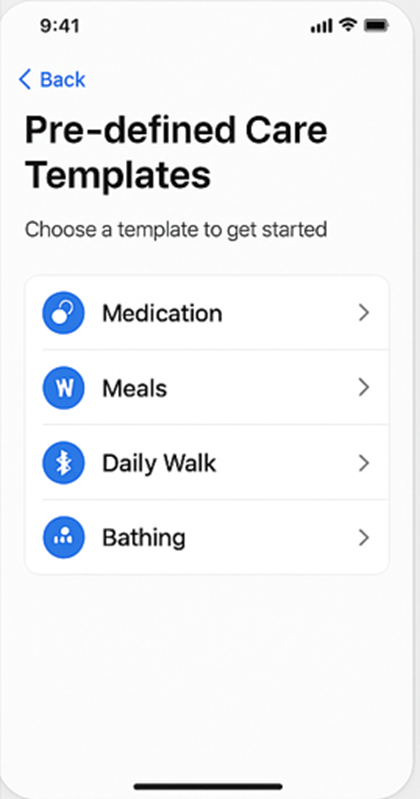 9:41
Back
Pre-defined Care
Templates
Choose a template to get started
Medication
W Meals
Daily Walk
Bathing